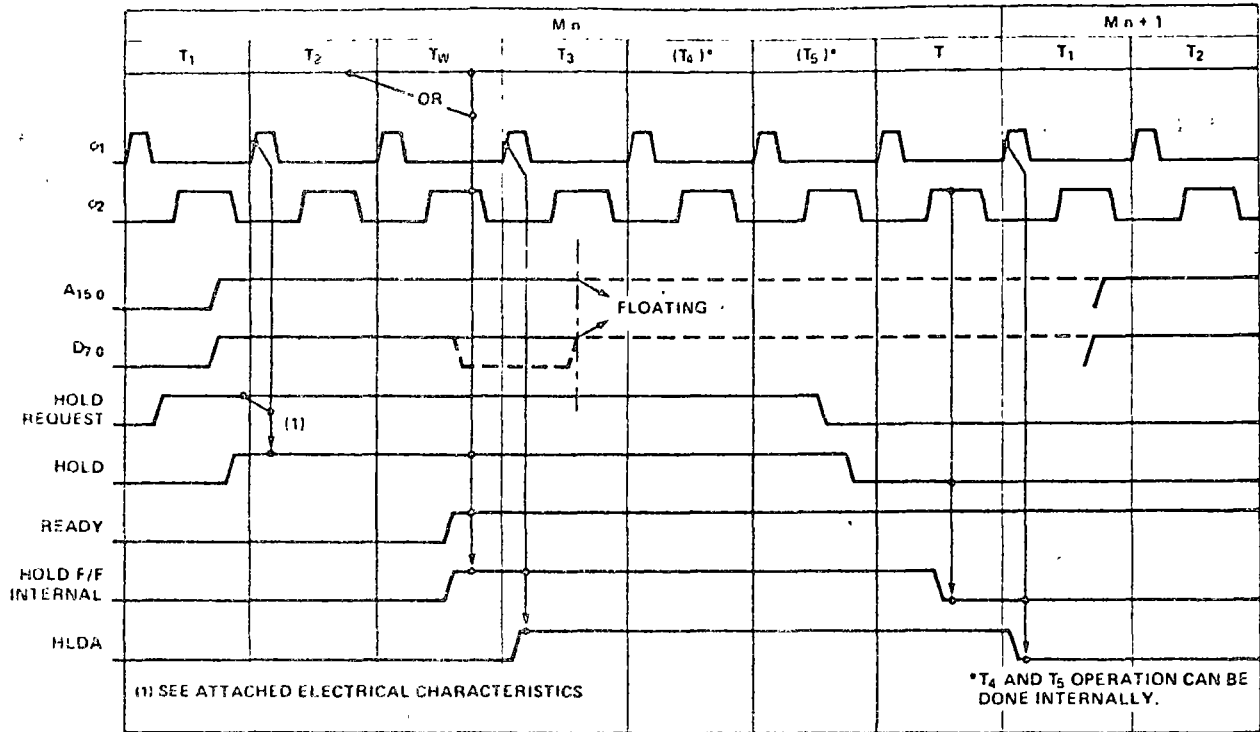 M n
M n + 1
T1
T2
TW
T3
(T4)*
(T5)*
T
T1
T2
OR
φ1
φ2
A15 0
FLOATING
D7 0
HOLD
REQUEST
(1)
HOLD
READY
HOLD F/F
INTERNAL
HLDA
(1) SEE ATTACHED ELECTRICAL CHARACTERISTICS
*T4 AND T5 OPERATION CAN BE
DONE INTERNALLY.